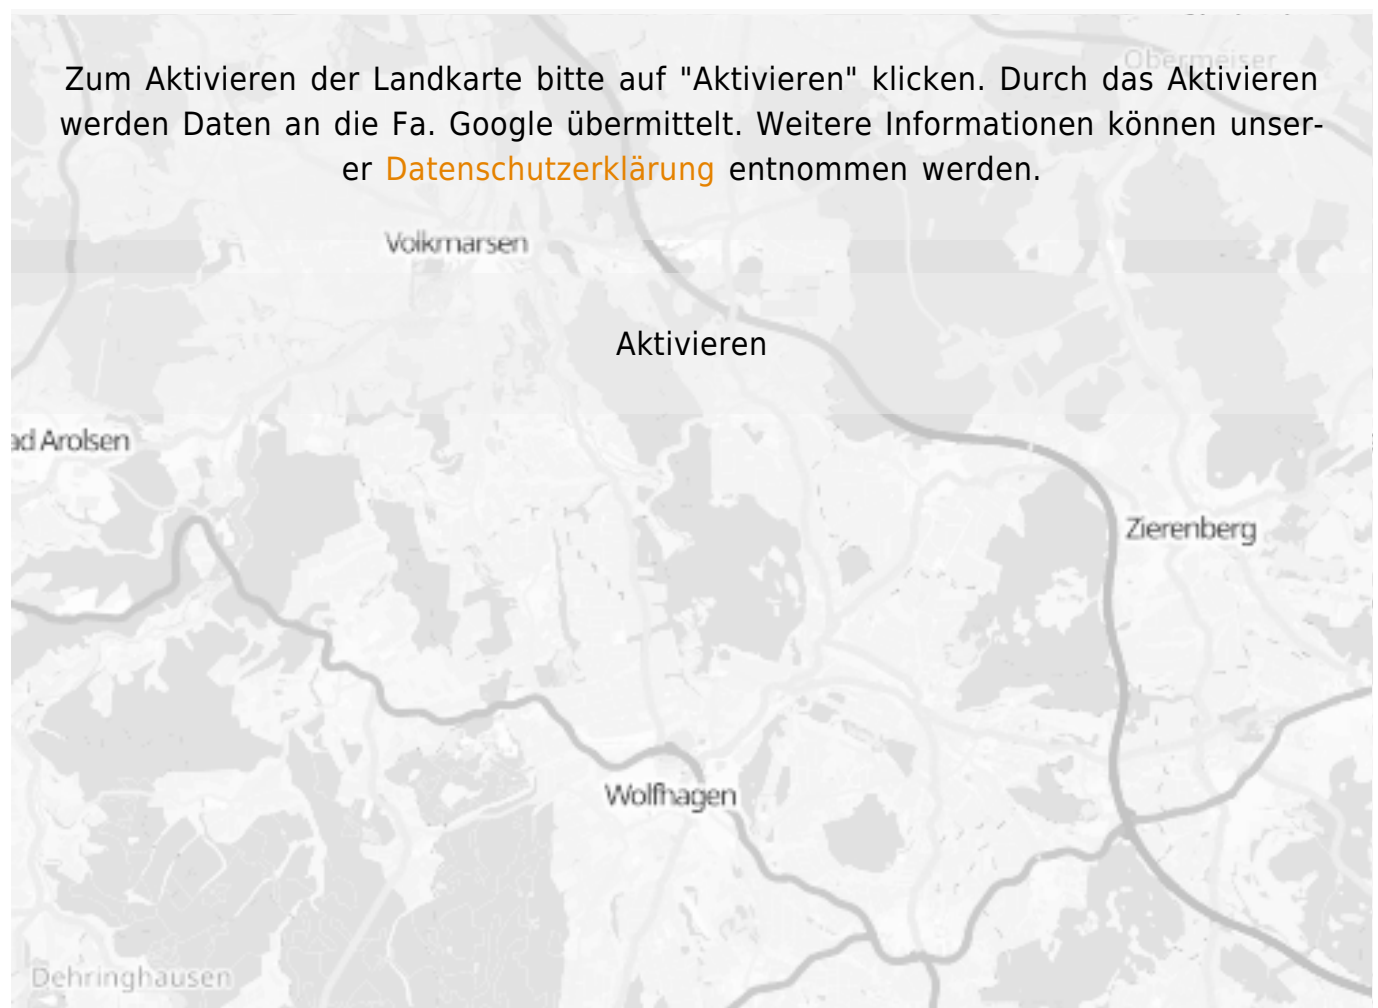 Obermeiser
Zum Aktivieren der Landkarte bitte auf "Aktivieren" klicken. Durch das Aktivieren
werden Daten an die Fa. Google übermittelt. Weitere Informationen können unser-
er Datenschutzerklärung entnommen werden.
Volkmarsen
Aktivieren
ad Arolsen
Zierenberg
Wolfhagen
Dehringhausen